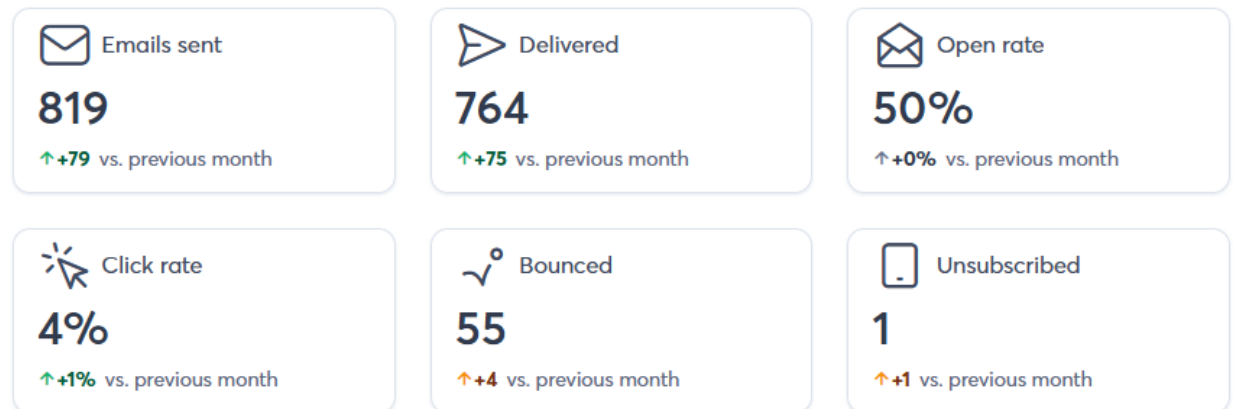 Emails sent
819
+79 vs. previous month
Delivered
764
+75 vs. previous month
Open rate
50%
+0% vs. previous month
Click rate
4%
+1% vs. previous month
Bounced
55
+4 vs. previous month
Unsubscribed
1
+1 vs. previous month